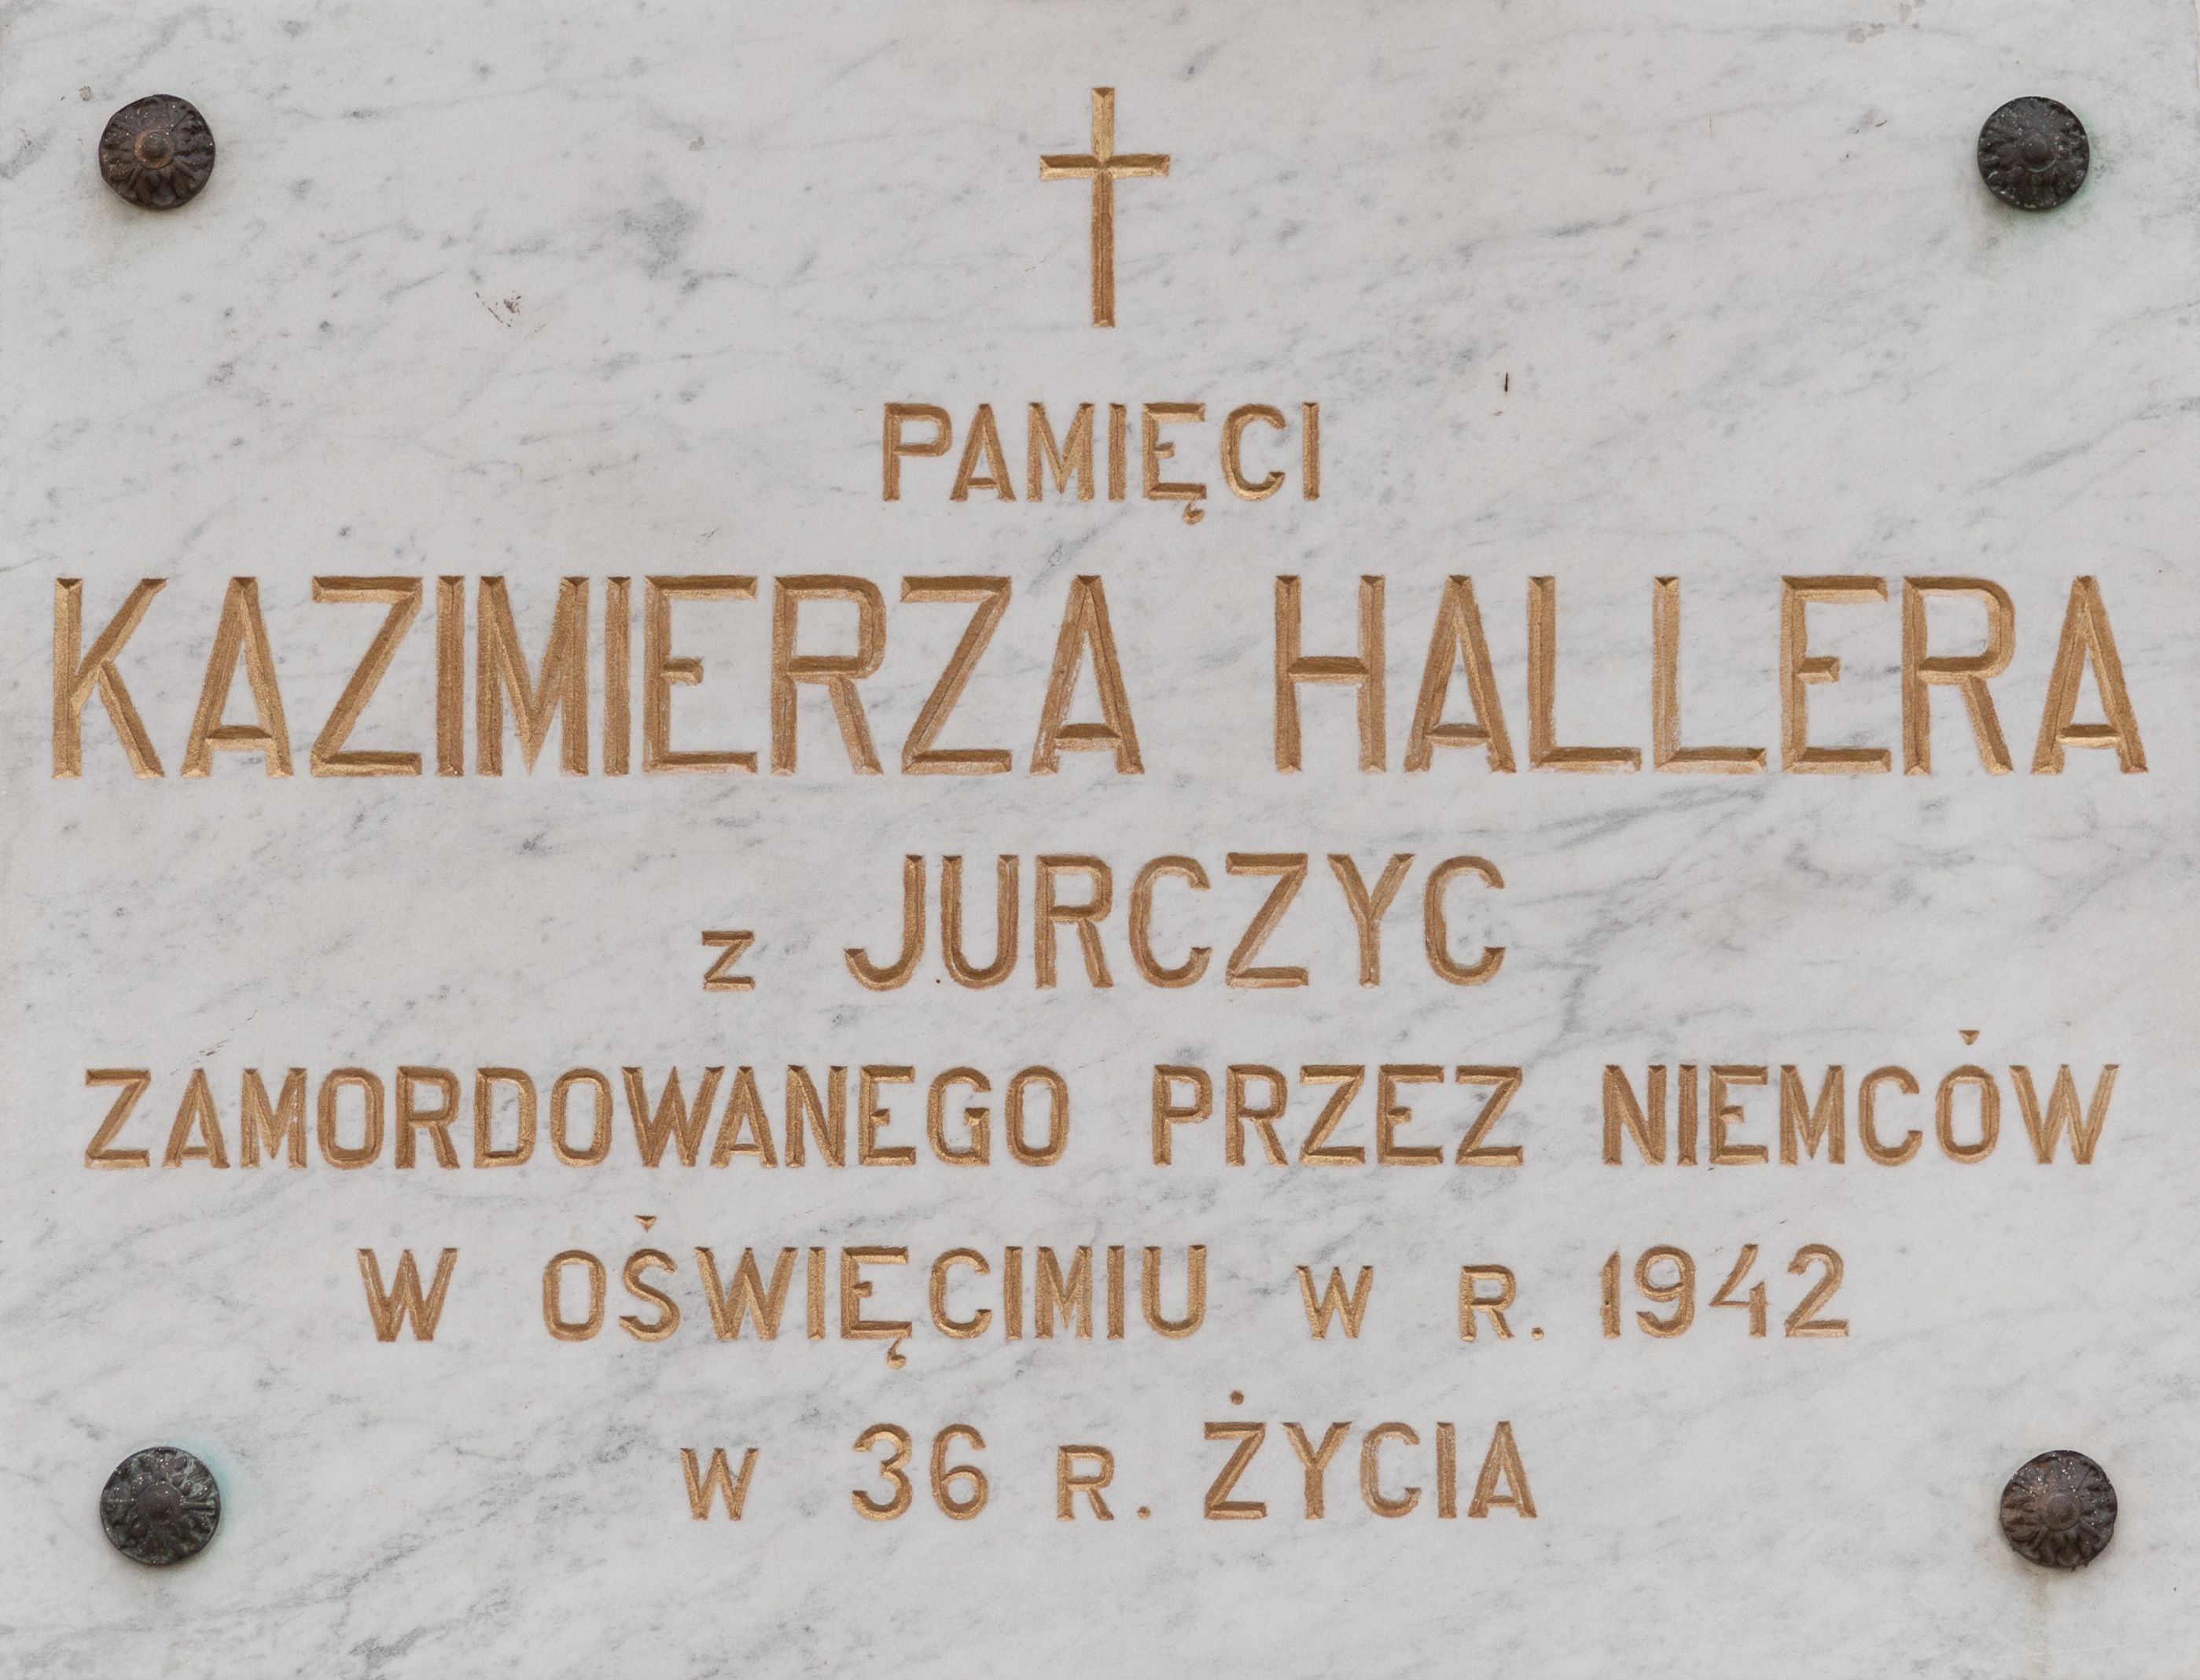 PAMIĘCI
KAZIMIERZA HALLERA
z JURCZYC
ZAMORDOWANEGO PRZEZ NIEMCÓW
W OŚWIĘCIMIU W R. 1942
W 36 R. ŻYCIA